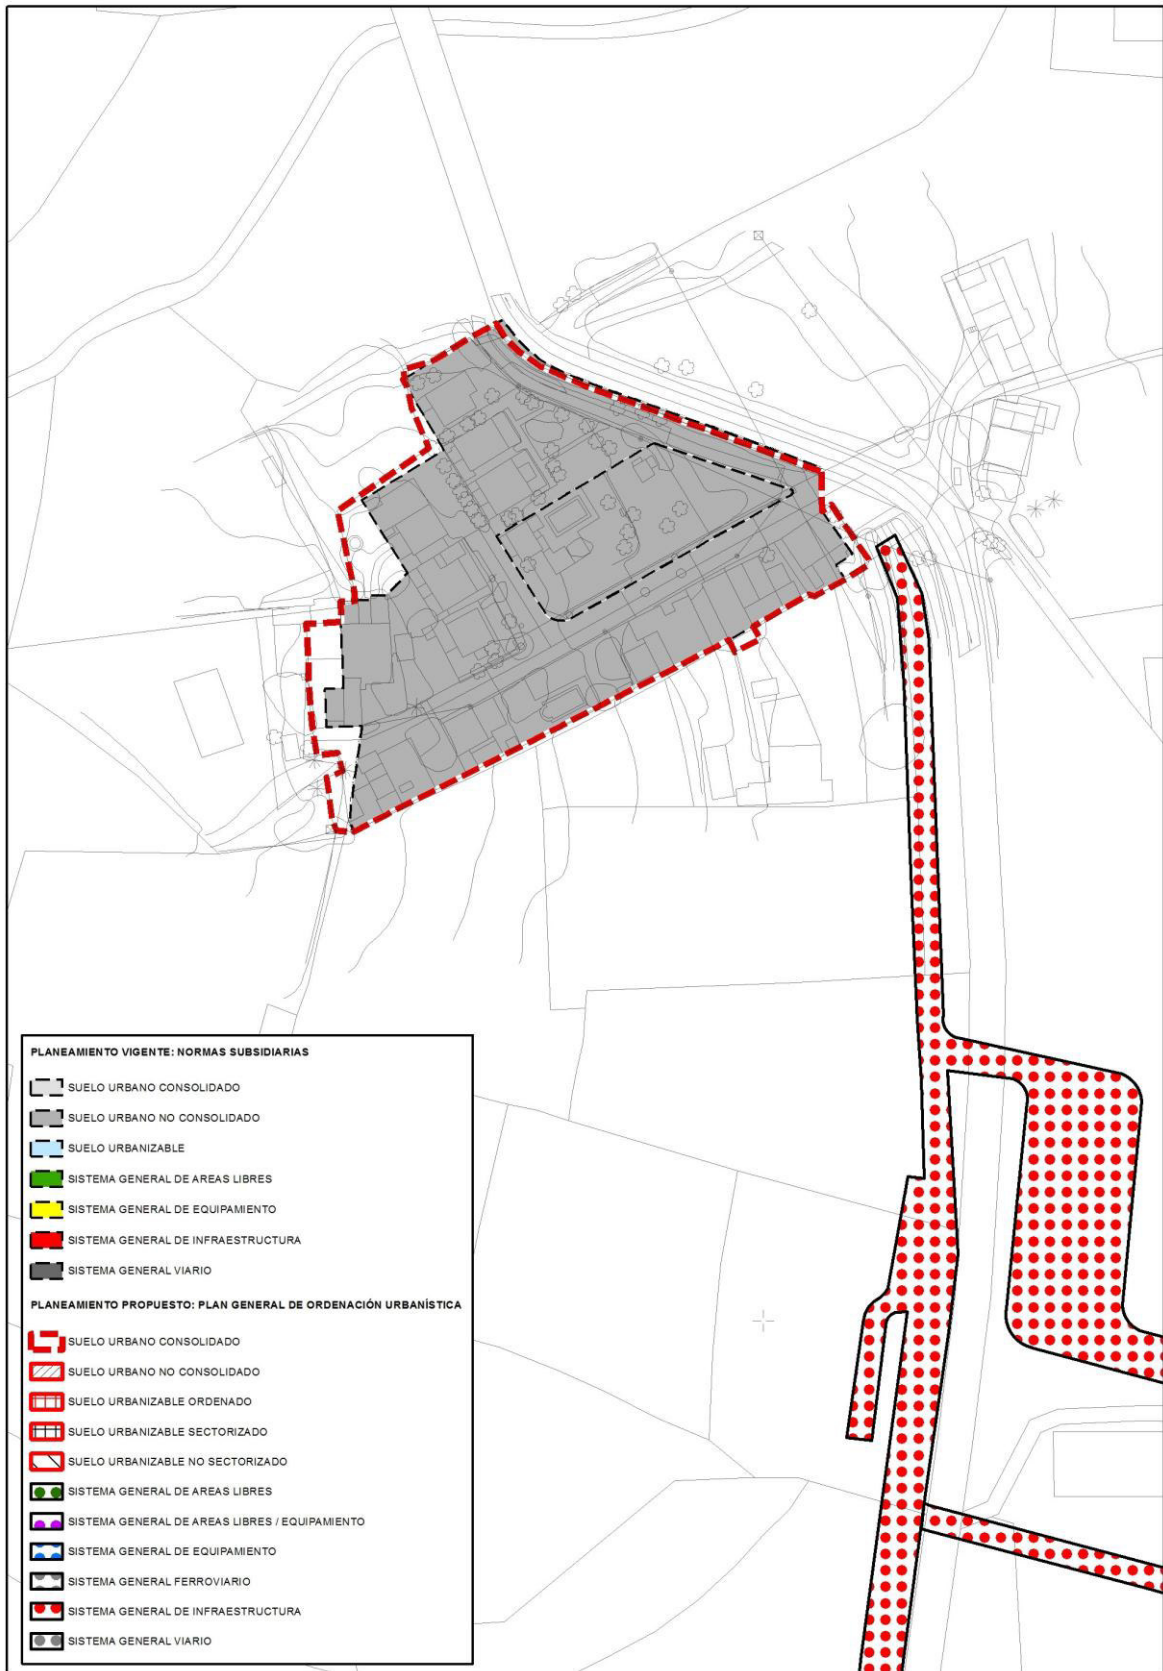 PLANEAMIENTO VIGENTE: NORMAS SUBSIDIARIAS
SUELO URBANO CONSOLIDADO
SUELO URBANO NO CONSOLIDADO
SUELO URBANIZABLE
SISTEMA GENERAL DE AREAS LIBRES
SISTEMA GENERAL DE EQUIPAMIENTO
SISTEMA GENERAL DE INFRAESTRUCTURA
SISTEMA GENERAL VIARIO
PLANEAMIENTO PROPUESTO: PLAN GENERAL DE ORDENACIÓN URBANÍSTICA
SUELO URBANO CONSOLIDADO
SUELO URBANO NO CONSOLIDADO
SUELO URBANIZABLE ORDENADO
SUELO URBANIZABLE SECTORIZADO
SUELO URBANIZABLE NO SECTORIZADO
SISTEMA GENERAL DE AREAS LIBRES
SISTEMA GENERAL DE AREAS LIBRES / EQUIPAMIENTO
SISTEMA GENERAL DE EQUIPAMIENTO
SISTEMA GENERAL FERROVIARIO
SISTEMA GENERAL DE INFRAESTRUCTURA
SISTEMA GENERAL VIARIO